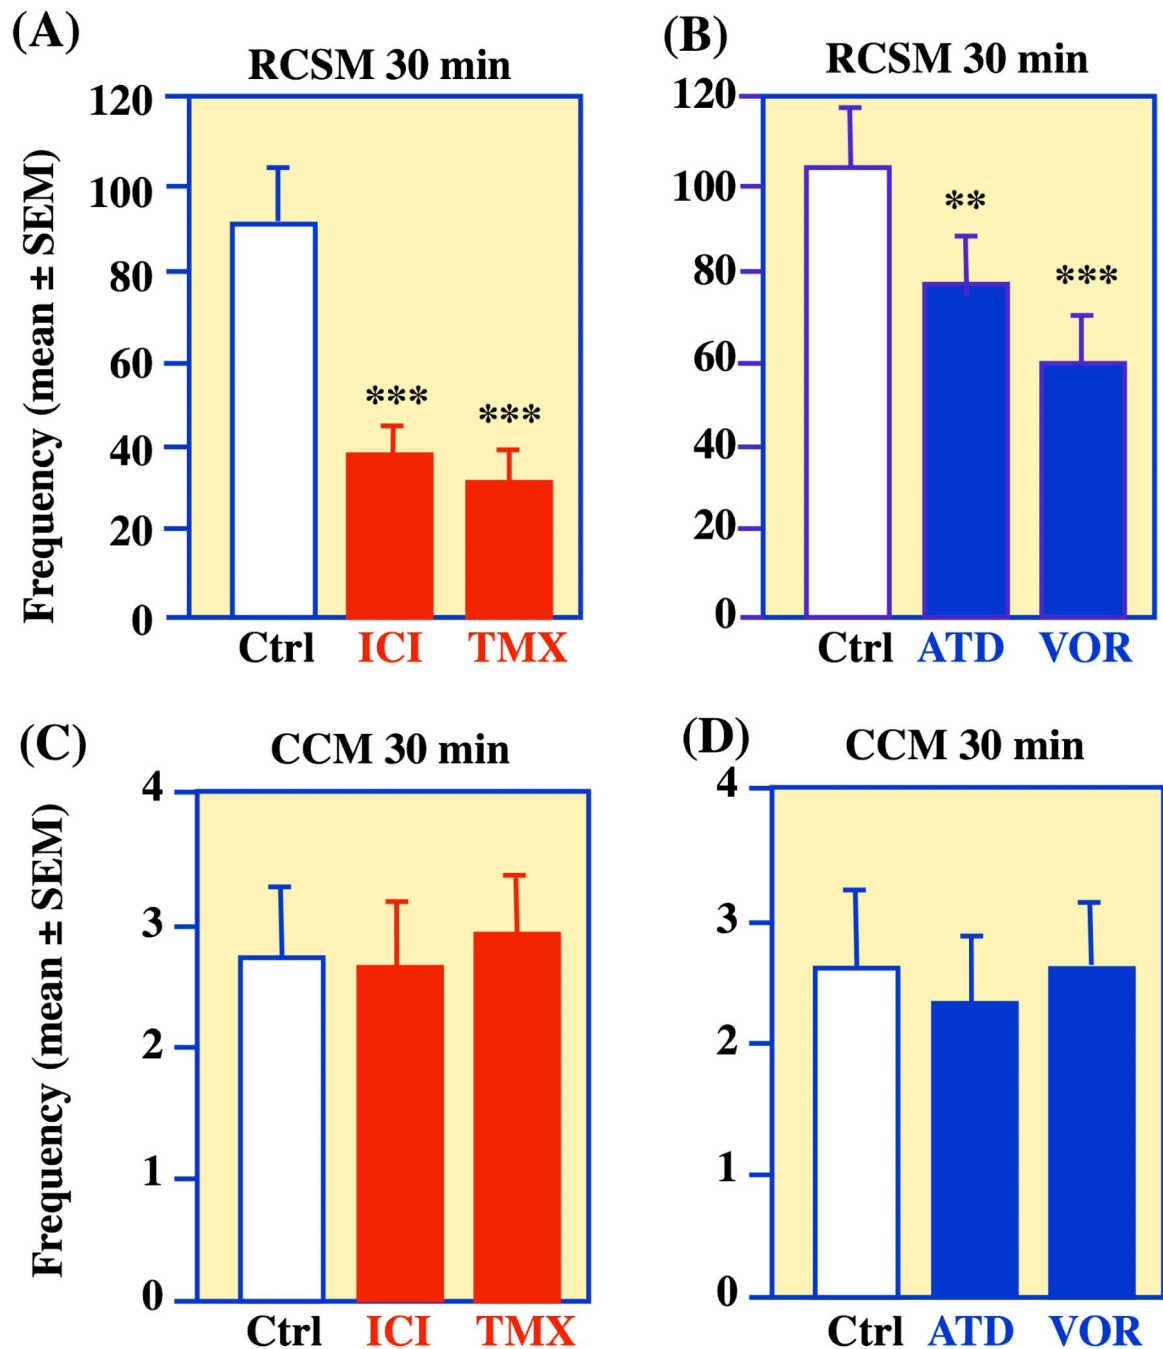 (A)
RCSM 30 min
120
100
80
60
40
20
0
Frequency (mean ± SEM)
***
***
Ctrl ICI TMX
(B)
RCSM 30 min
120
100
80
60
40
20
0
**
***
Ctrl ATD VOR
(C)
CCM 30 min
4
3
2
1
0
Frequency (mean ± SEM)
Ctrl ICI TMX
(D)
CCM 30 min
4
3
2
1
0
Ctrl ATD VOR